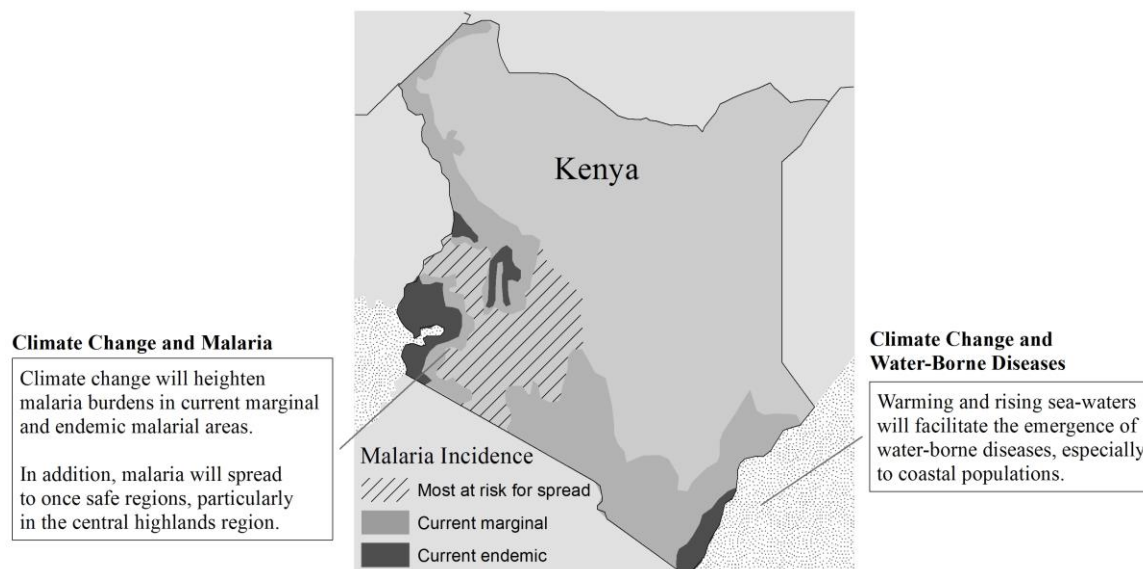 Kenya
Climate Change and Malaria
Climate change will heighten
malaria burdens in current marginal
and endemic malarial areas.
In addition, malaria will spread
to once safe regions, particularly
in the central highlands region.
Malaria Incidence
Most at risk for spread
Current marginal
Current endemic
Climate Change and
Water-Borne Diseases
Warming and rising sea-waters
will facilitate the emergence of
water-borne diseases, especially
to coastal populations.